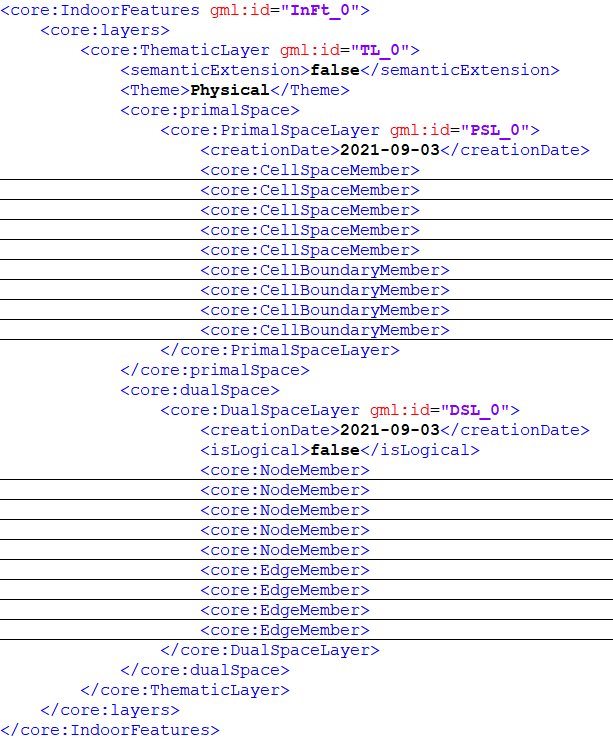 <core:IndoorFeatures gml:id="InFt_0">
<core:layers>
<core:ThematicLayer gml:id="TL_0">
<semanticExtension>false</semanticExtension>
<Theme>Physical</Theme>
<core:primalSpace>
<core:PrimalSpaceLayer gml:id="PSL_0">
<creationDate>2021-09-03</creationDate>
<core:CellSpaceMember>
<core:CellSpaceMember>
<core:CellSpaceMember>
<core:CellSpaceMember>
<core:CellSpaceMember>
<core:CellBoundaryMember>
<core:CellBoundaryMember>
<core:CellBoundaryMember>
<core:CellBoundaryMember>
</core:PrimalSpaceLayer>
</core:primalSpace>
<core:dualSpace>
<core:DualSpaceLayer gml:id="DSL_0">
<creationDate>2021-09-03</creationDate>
<isLogical>false</isLogical>
<core:NodeMember>
<core:NodeMember>
<core:NodeMember>
<core:NodeMember>
<core:NodeMember>
<core:EdgeMember>
<core:EdgeMember>
<core:EdgeMember>
<core:EdgeMember>
</core:DualSpaceLayer>
</core:dualSpace>
</core:ThematicLayer>
</core:layers>
</core:IndoorFeatures>